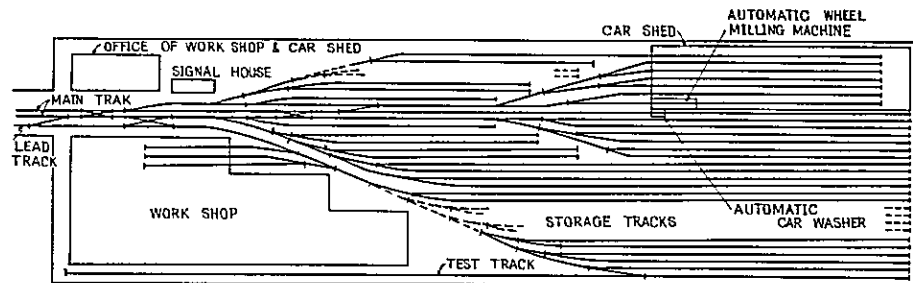 OFFICE OF WORK SHOP & CAR SHED
SIGNAL HOUSE
CAR SHED
AUTOMATIC WHEEL
MILLING MACHINE
MAIN TRAK
LEAD
TRACK
WORK SHOP
STORAGE TRACKS
AUTOMATIC
CAR WASHER
TEST TRACK